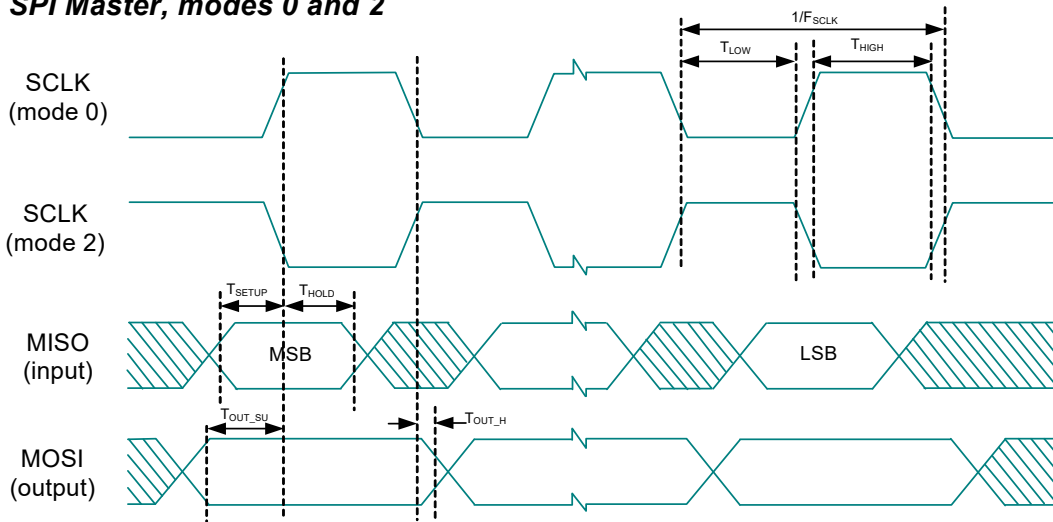 SPI Master, modes 0 and 2
1/FSCLK
TLOW
THIGH
SCLK
(mode 0)
SCLK
(mode 2)
TSETUP
THOLD
MISO
(input)
MSB
LSB
TOUT_SU
TOUT_H
MOSI
(output)